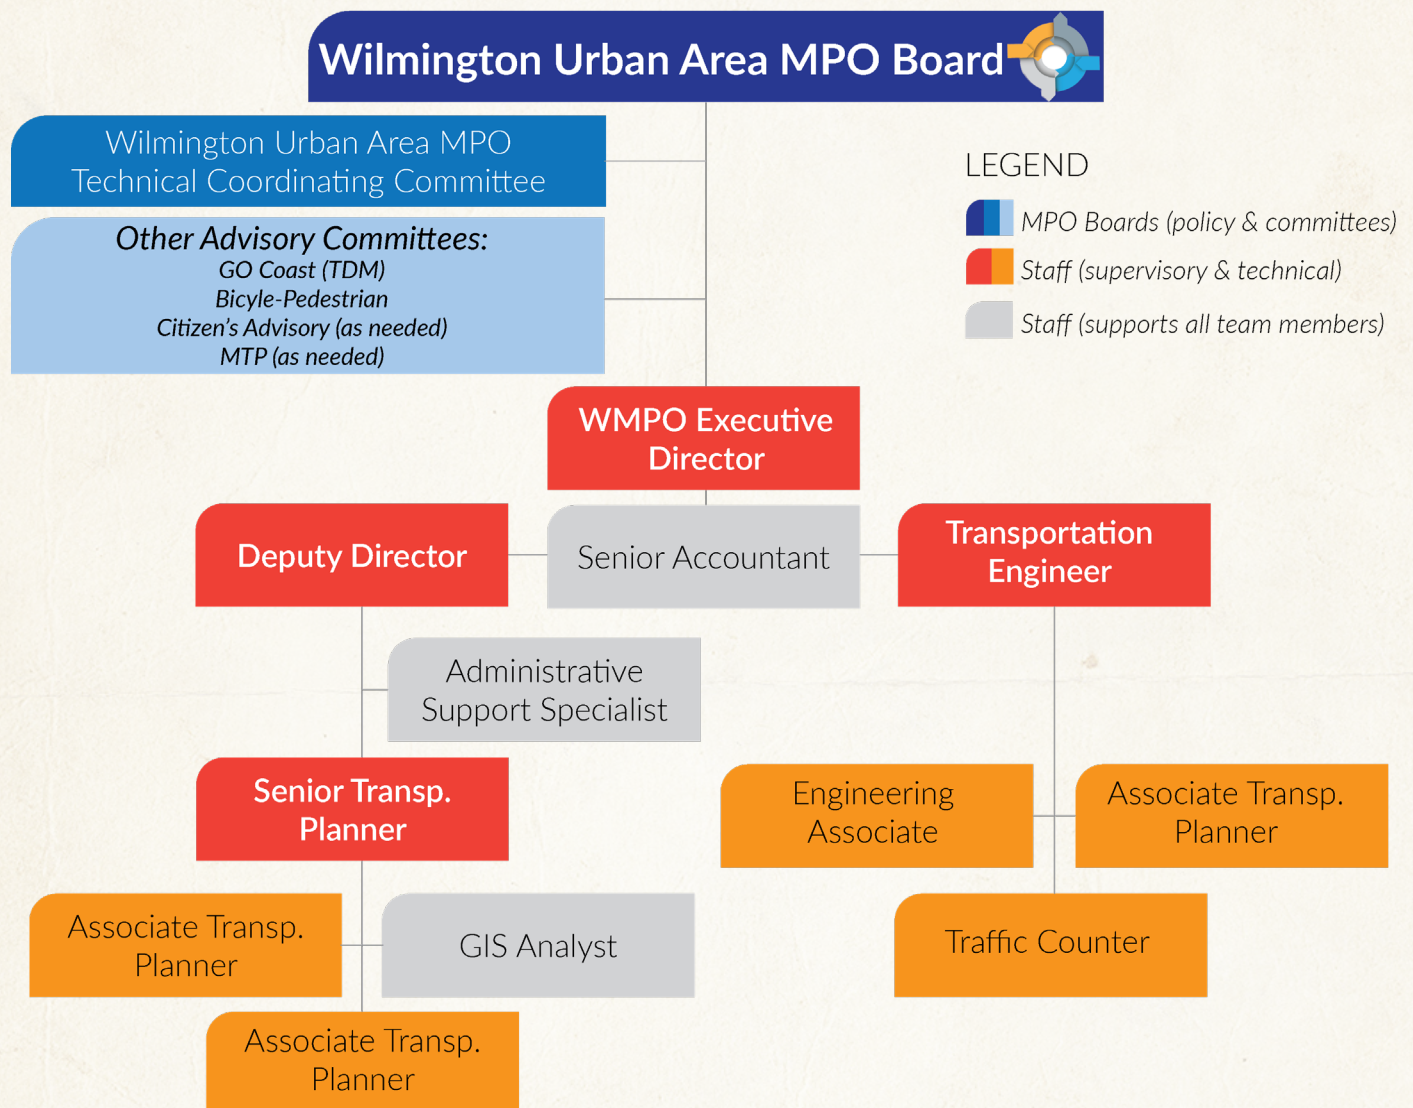 Wilmington Urban Area MPO Board
Wilmington Urban Area MPO
Technical Coordinating Committee
Other Advisory Committees:
GO Coast (TDM)
Bicyle-Pedestrian
Citizen's Advisory (as needed)
MTP (as needed)
LEGEND
MPO Boards (policy & committees)
Staff (supervisory & technical)
Staff (supports all team members)
WMPO Executive
Director
Deputy Director
Senior Accountant
Transportation
Engineer
Administrative
Support Specialist
Senior Transp.
Planner
Engineering
Associate
Associate Transp.
Planner
Associate Transp.
Planner
GIS Analyst
Traffic Counter
Associate Transp.
Planner